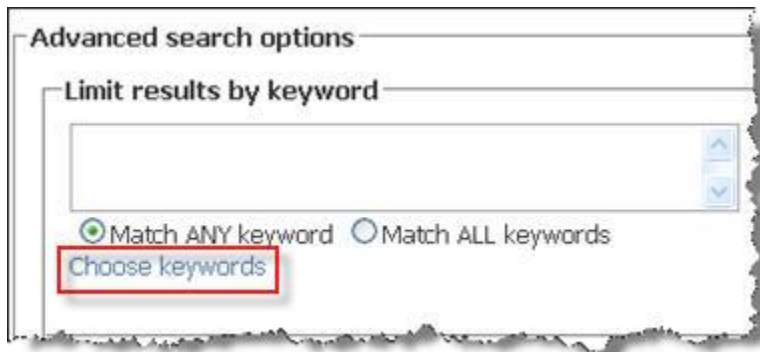 Advanced search options
Limit results by keyword
Match ANY keyword Match ALL keywords
Choose keywords